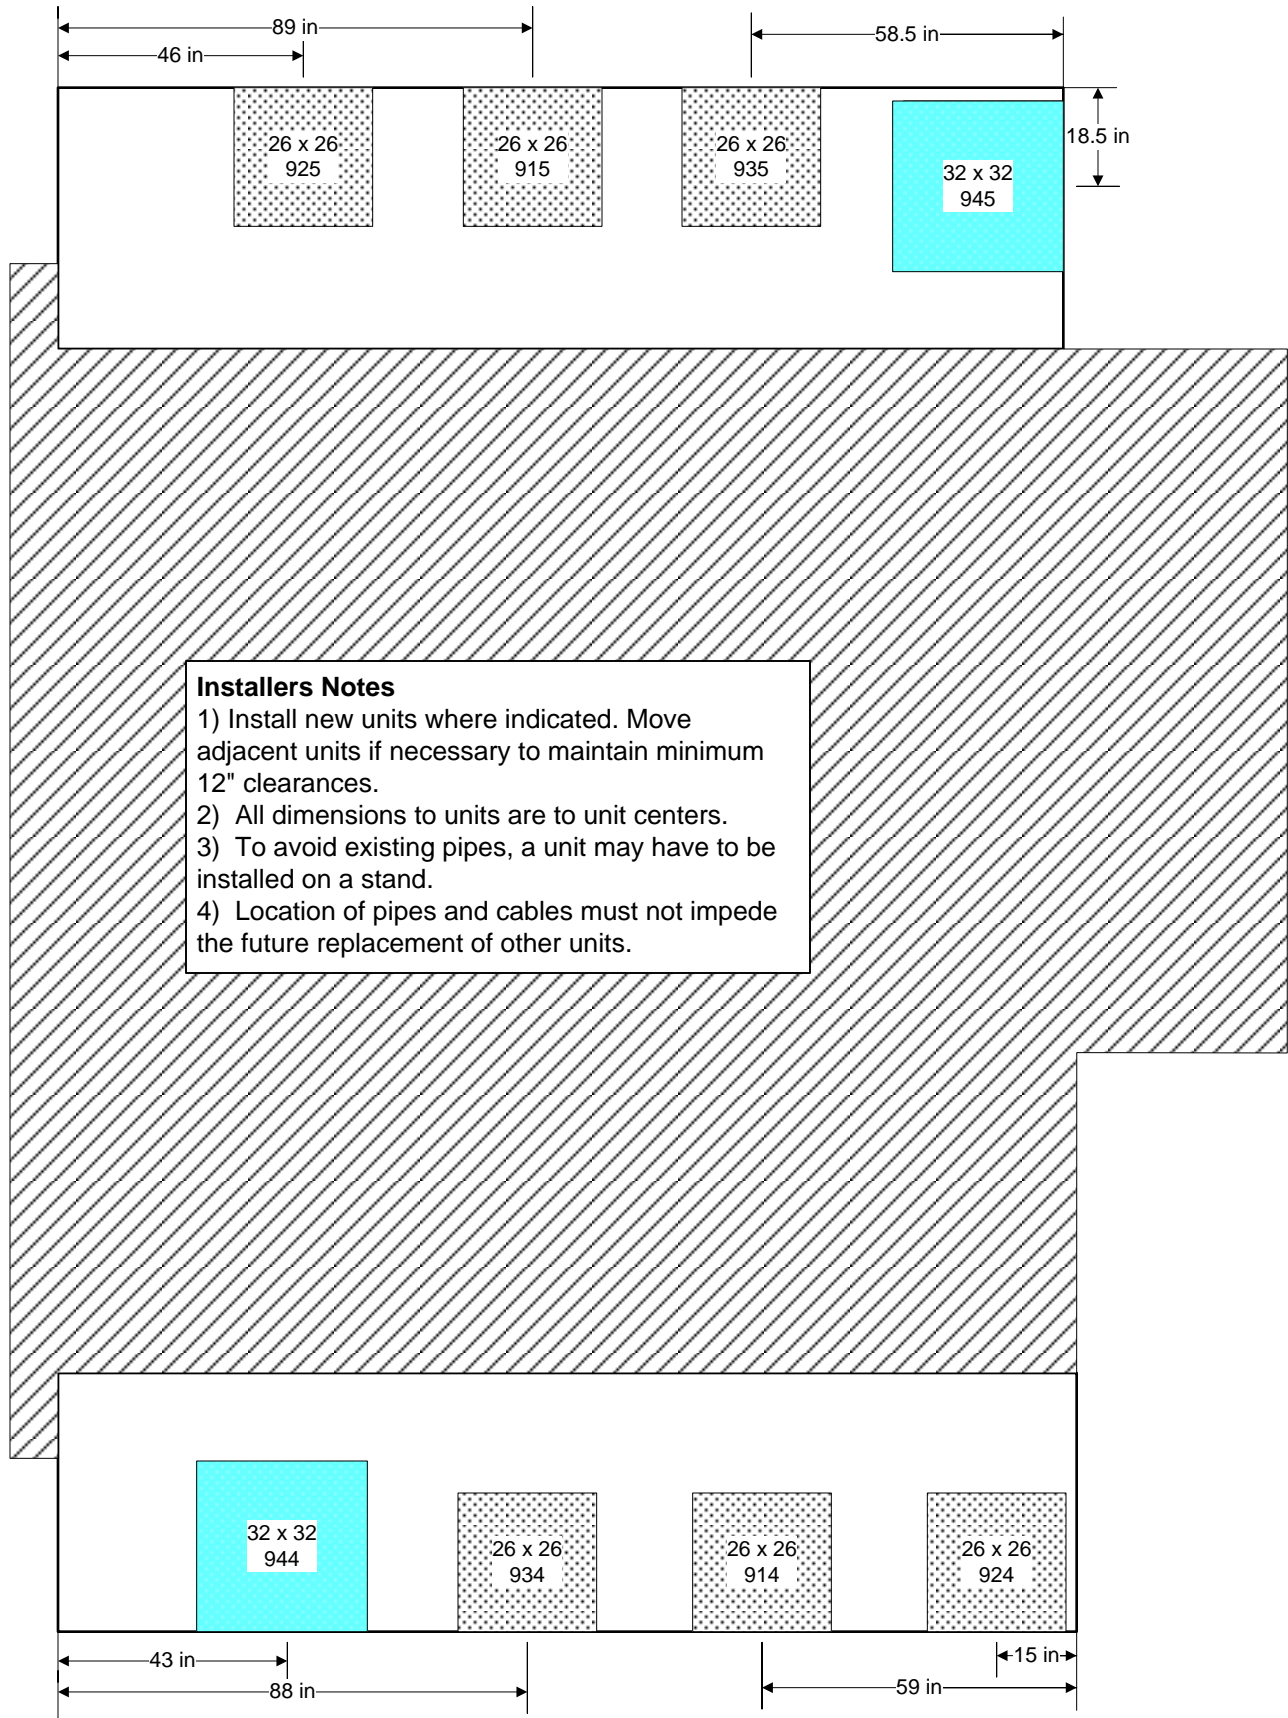 89 in
58.5 in
46 in
18.5 in
26 x 26
925
26 x 26
915
26 x 26
935
32 x 32
945
Installers Notes
1) Install new units where indicated. Move
adjacent units if necessary to maintain minimum
12" clearances.
2)  All dimensions to units are to unit centers.
3)  To avoid existing pipes, a unit may have to be
installed on a stand.
4)  Location of pipes and cables must not impede
the future replacement of other units.
32 x 32
944
26 x 26
934
26 x 26
914
26 x 26
924
43 in
15 in
88 in
59 in